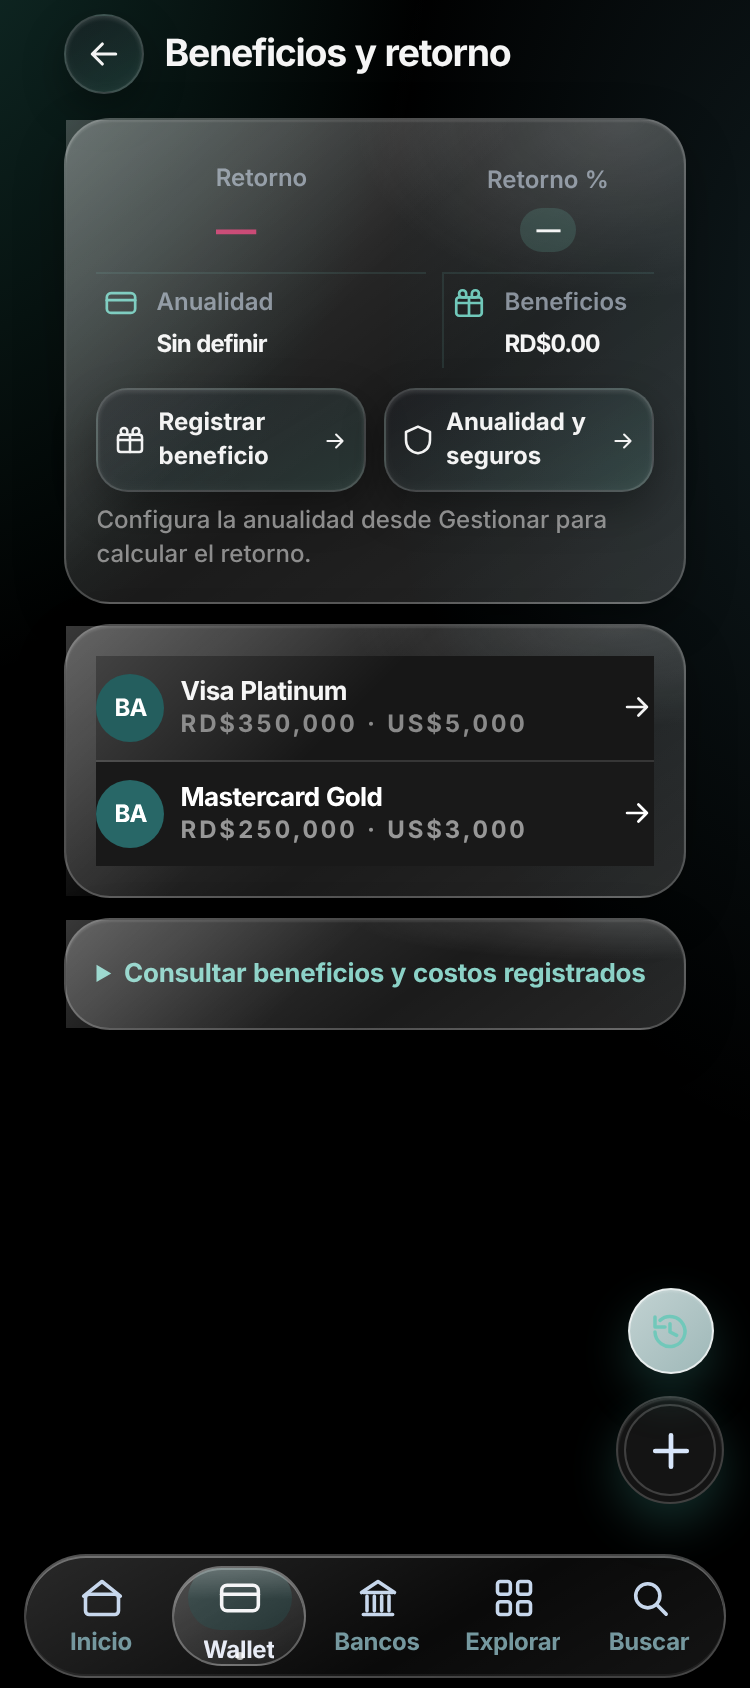 Beneficios y retorno
Retorno
Retorno %
—
—
Anualidad
Sin definir
Beneficios
RD$0.00
Registrar
beneficio
Anualidad y
seguros
Configura la anualidad desde Gestionar para
calcular el retorno.
BA
Visa Platinum
RD$350,000 · US$5,000
BA
Mastercard Gold
RD$250,000 · US$3,000
Consultar beneficios y costos registrados
Inicio
Wallet
Bancos
Explorar
Buscar